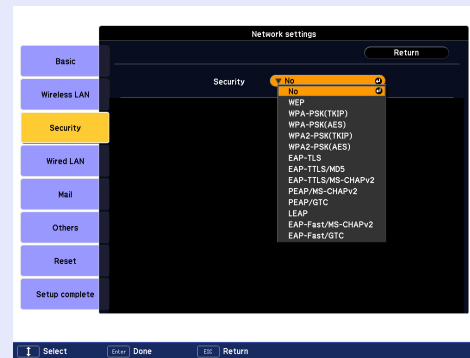 Network settings
Return
Basic
Wireless LAN
Security
Wired LAN
Mail
Others
Reset
Setup complete
Security No
No
WEP
WPA-PSK(TKIP)
WPA-PSK(AES)
WPA2-PSK(TKIP)
WPA2-PSK(AES)
EAP-TLS
EAP-TTLS/MD5
EAP-TTLS/MS-CHAPv2
PEAP/MS-CHAPv2
PEAP/GTC
LEAP
EAP-Fast/MS-CHAPv2
EAP-Fast/GTC
Select Enter Done ESC Return